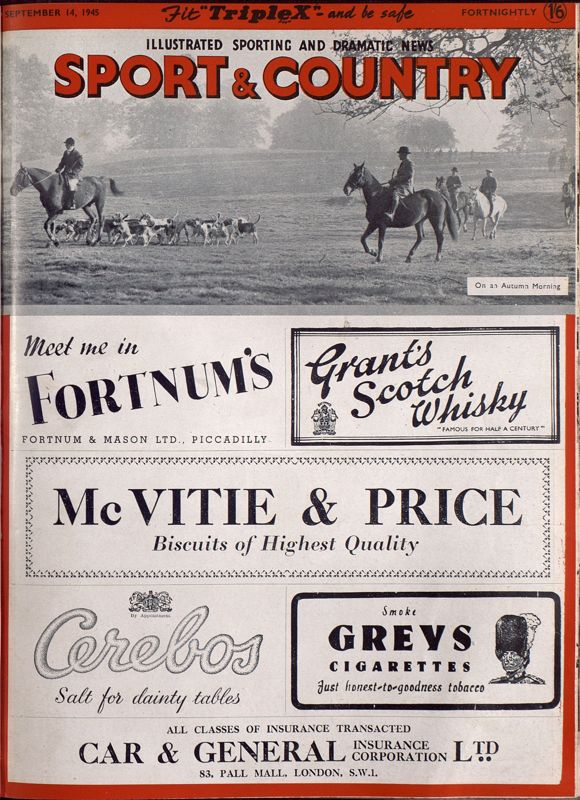 SEPTEMBER 14, 1945
Fit "TripleX" - and be safe
FORTNIGHTLY 1/6
ILLUSTRATED SPORTING AND DRAMATIC NEWS
SPORT & COUNTRY
On an Autumn Morning
Meet me in
FORTNUM'S
FORTNUM & MASON LTD., PICCADILLY
Grant's
Scotch
Whisky
"FAMOUS FOR HALF A CENTURY"
McVITIE & PRICE
Biscuits of Highest Quality
By Appointment
Cerebos
Salt for dainty tables
Smoke
GREYS
CIGARETTES
Just honest-to-goodness tobacco
ALL CLASSES OF INSURANCE TRANSACTED
CAR & GENERAL INSURANCE CORPORATION LTD
83, PALL MALL, LONDON, S.W.1.